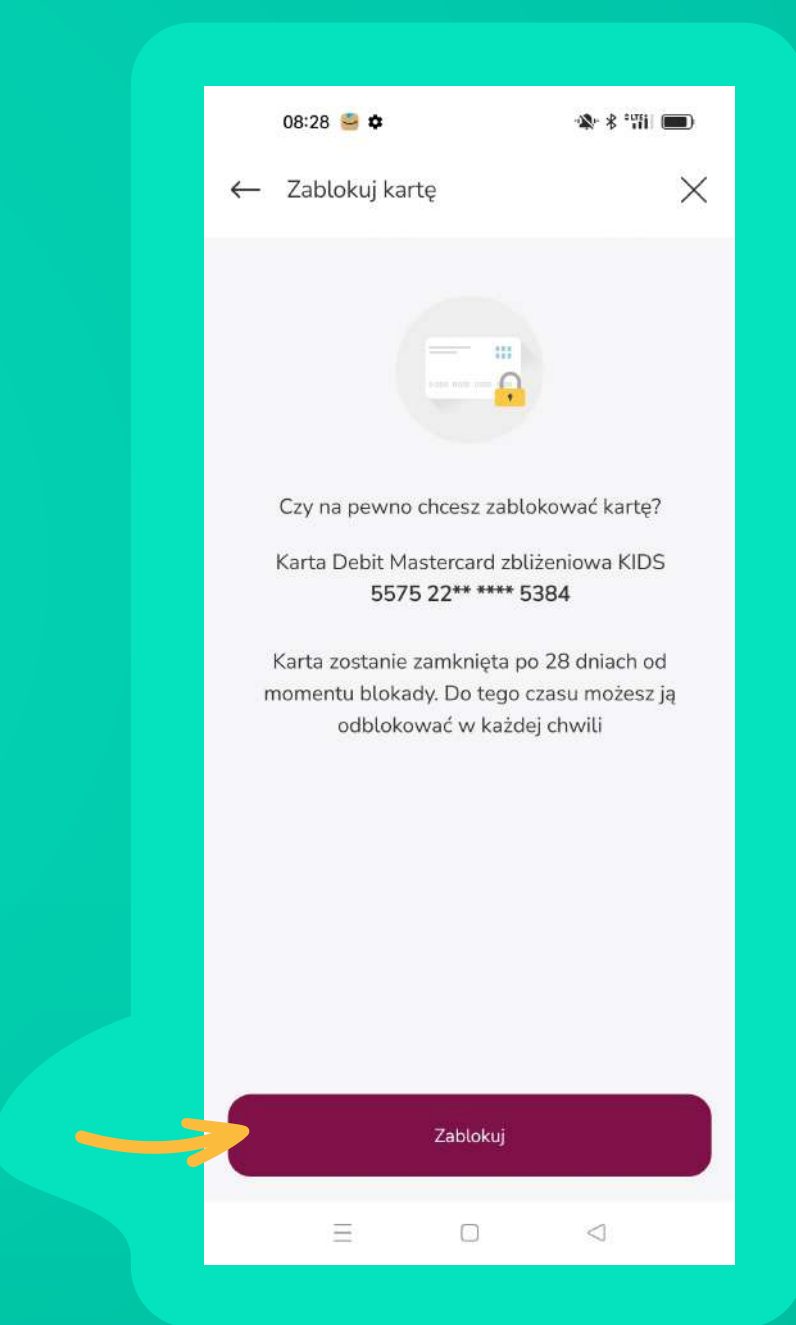 08:28
Zablokuj kartę
Czy na pewno chcesz zablokować kartę?
Karta Debit Mastercard zbliżeniowa KIDS
5575 22** **** 5384
Karta zostanie zamknięta po 28 dniach od
momentu blokady. Do tego czasu możesz ją
odblokować w każdej chwili
Zablokuj